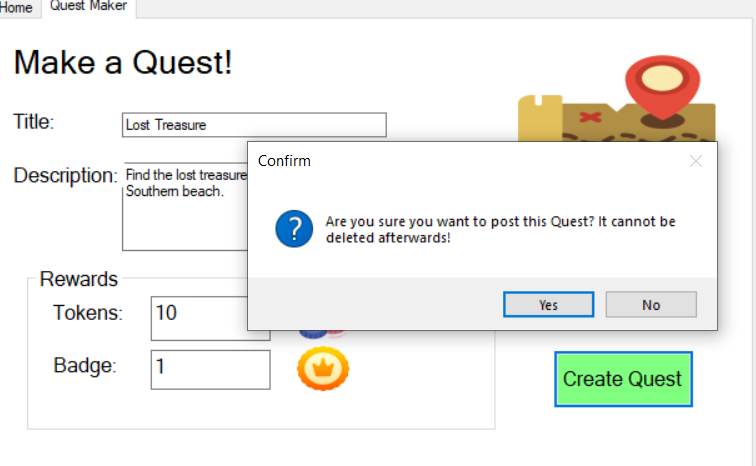 Home
Quest Maker
Make a Quest!
Title:
Lost Treasure
Description:
Find the lost treasure
Southern beach.
Confirm
Are you sure you want to post this Quest? It cannot be
deleted afterwards!
Yes
No
Rewards
Tokens:
10
Badge:
1
Create Quest